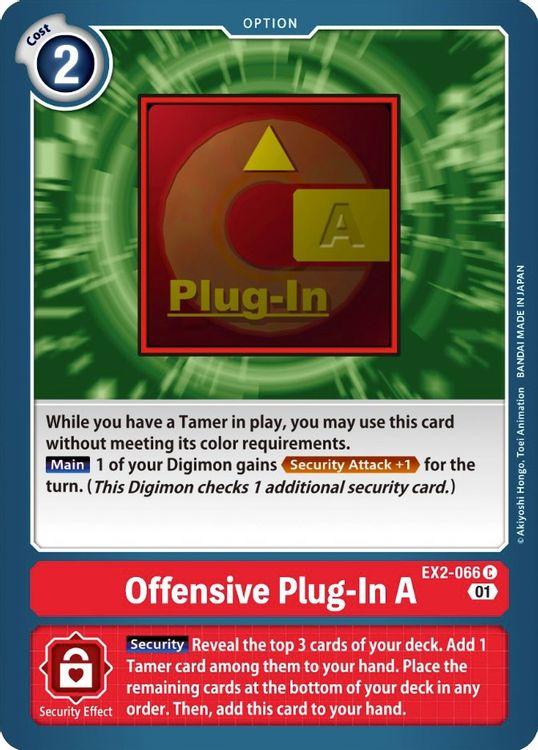 OPTION
Cost
2
A
Plug-In
While you have a Tamer in play, you may use this card
without meeting its color requirements.
Main 1 of your Digimon gains Security Attack +1 for the
turn. (This Digimon checks 1 additional security card.)
© Akiyoshi Hongo, Toei Animation BANDAI MADE IN JAPAN
EX2-066 C
Offensive Plug-In A
01
Security Reveal the top 3 cards of your deck. Add 1
Tamer card among them to your hand. Place the
remaining cards at the bottom of your deck in any
order. Then, add this card to your hand.
Security Effect